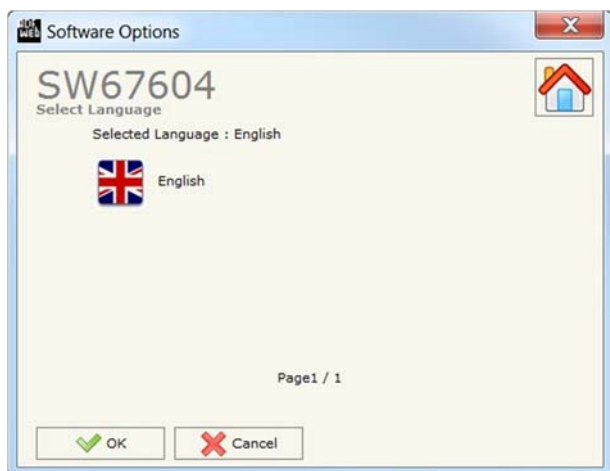 Software Options
SW67604
Select Language
Selected Language : English
English
Page1 / 1
OK
Cancel